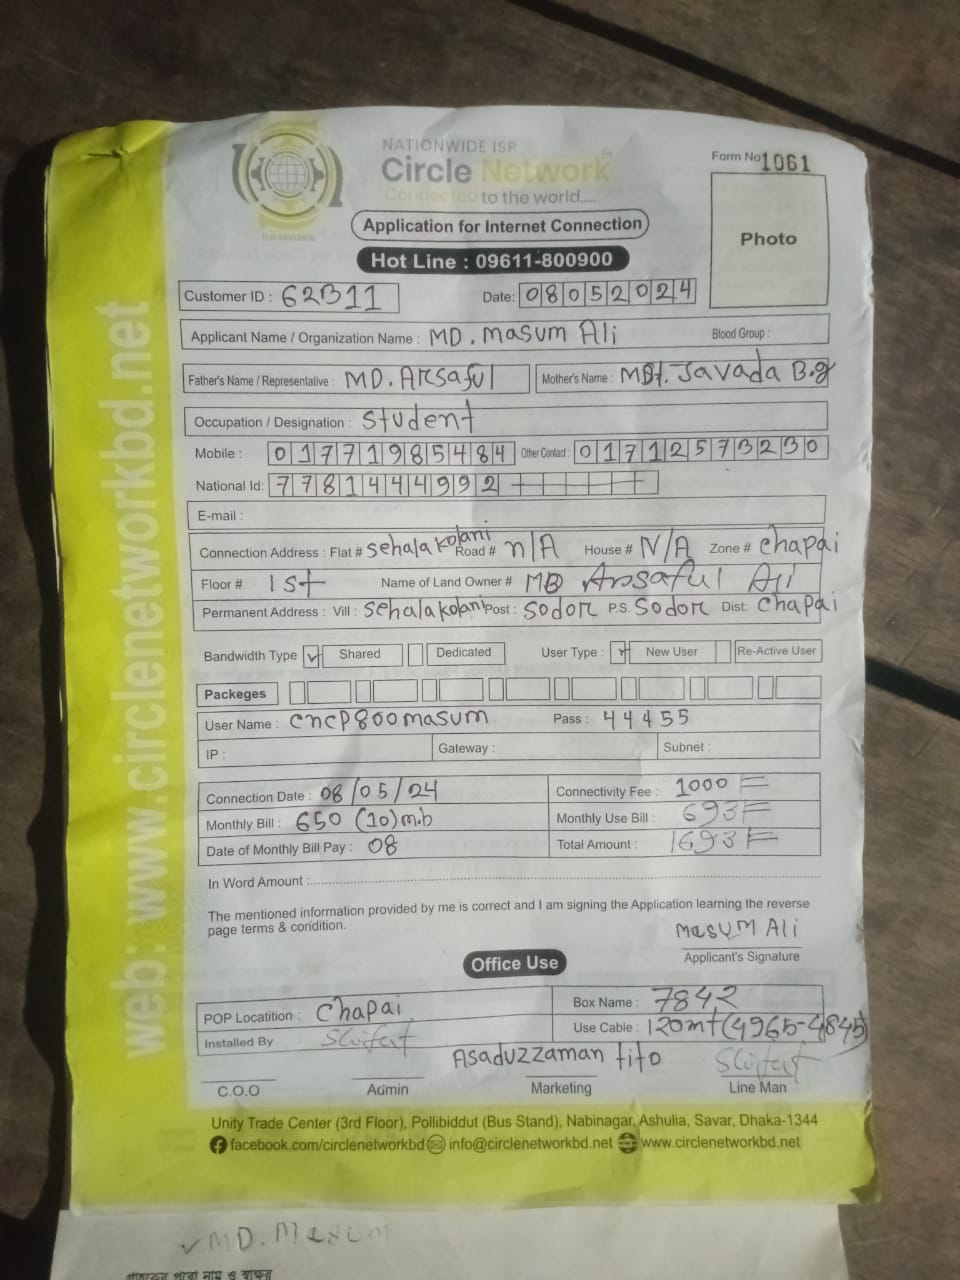 NATIONWIDE ISP
Circle Network
Connected to the world.....
Form No 1061
Application for Internet Connection
Photo
Hot Line : 09611-800900
Customer ID : 62B11
Date: 08052024
Applicant Name / Organization Name : MD. Masum Ali Blood Group :
Father's Name / Representative : MD. Arsaful Mother's Name : MSt. Javada B.g
Occupation / Designation : Student
Mobile : 01771985484 Other Contact : 01712573230
National Id: 7781444992
E-mail :
Connection Address : Flat # sehalakolani Road # n/A House # N/A Zone # chapai
Floor # 1st Name of Land Owner # MD Arosaful Ali
Permanent Address : Vill : sehalakolani Post : Sodor P.S. Sodor Dist: chapai
Bandwidth Type ✓ Shared Dedicated User Type : ✓ New User Re-Active User
Packeges
User Name : cncp800masum Pass : 44455
IP : Gateway : Subnet :
Connection Date : 08/05/24 Connectivity Fee : 1000
Monthly Bill : 650 (10)m.b Monthly Use Bill : 693
Date of Monthly Bill Pay : 08 Total Amount : 1693
In Word Amount :
The mentioned information provided by me is correct and I am signing the Application learning the reverse
page terms & condition.
Masum Ali
Applicant's Signature
Office Use
POP Locatition : chapai Box Name : 7842
Installed By : Use Cable : 120mt(4965-4845)
Asaduzzaman tito
C.O.O Admin Marketing Line Man
Unity Trade Center (3rd Floor), Pollibiddut (Bus Stand), Nabinagar, Ashulia, Savar, Dhaka-1344
facebook.com/circlenetworkbd info@circlenetworkbd.net www.circlenetworkbd.net
web: www.circlenetworkbd.net
✓MD. Masum